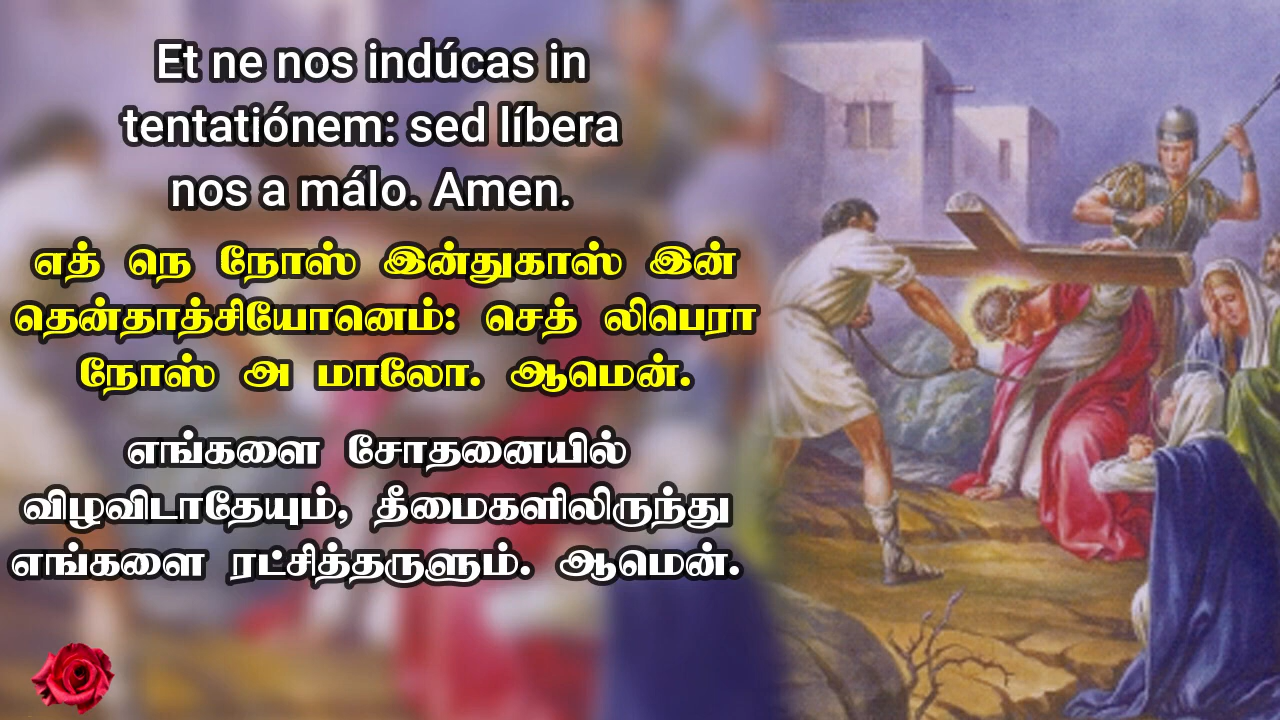 Et ne nos indúcas in
tentatiónem: sed líbera
nos a málo. Amen.
எத் நெ நோஸ் இன்துகாஸ் இன்
தென்தாத்சியோனெம்: செத் லிபெரா
நோஸ் அ மாலோ. ஆமென்.
எங்களை சோதனையில்
விழவிடாதேயும், தீமைகளிலிருந்து
எங்களை ரட்சித்தருளும். ஆமென்.